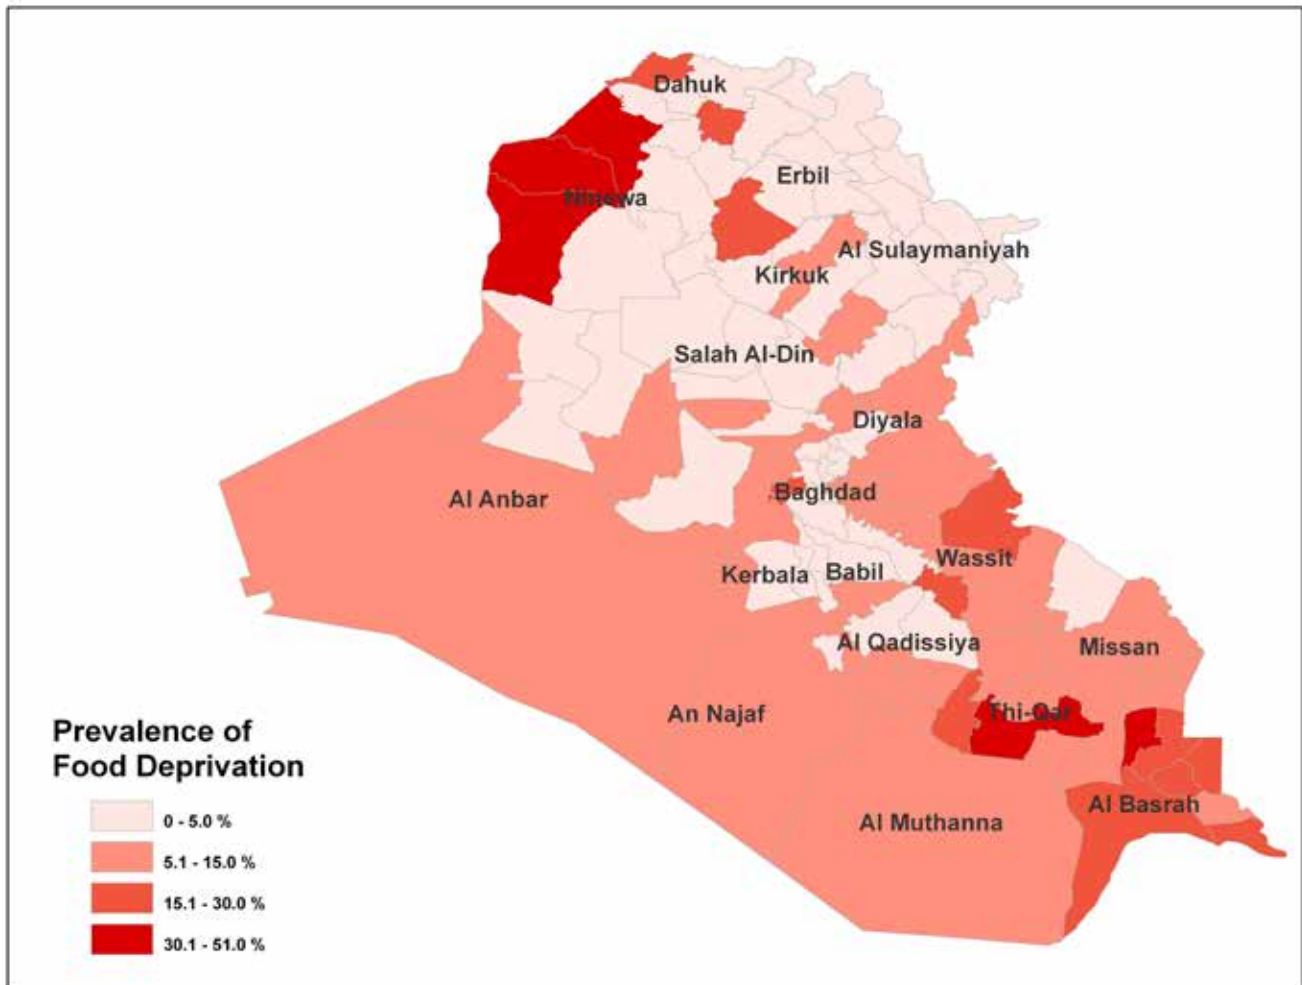 Dahuk
Erbil
Ninewa
Al Sulaymaniyah
Kirkuk
Salah Al-Din
Diyala
Al Anbar
Baghdad
Wassit
Kerbala
Babil
Al Qadissiya
Missan
An Najaf
Thi-Qar
Al Basrah
Al Muthanna
Prevalence of
Food Deprivation
0 - 5.0 %
5.1 - 15.0 %
15.1 - 30.0 %
30.1 - 51.0 %